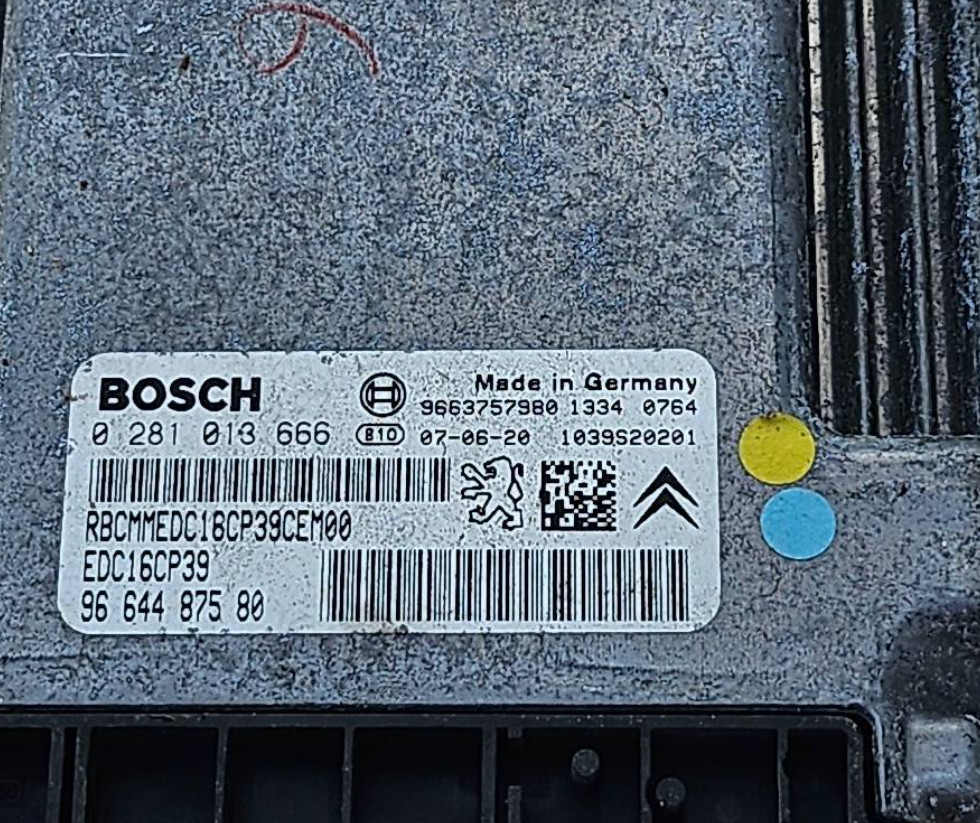 BOSCH
Made in Germany
9663757980 1334 0764
0 281 013 666 810 07-06-20 1039S20201
RBCMMEDC16CP39CEM00
EDC16CP39
96 644 875 80